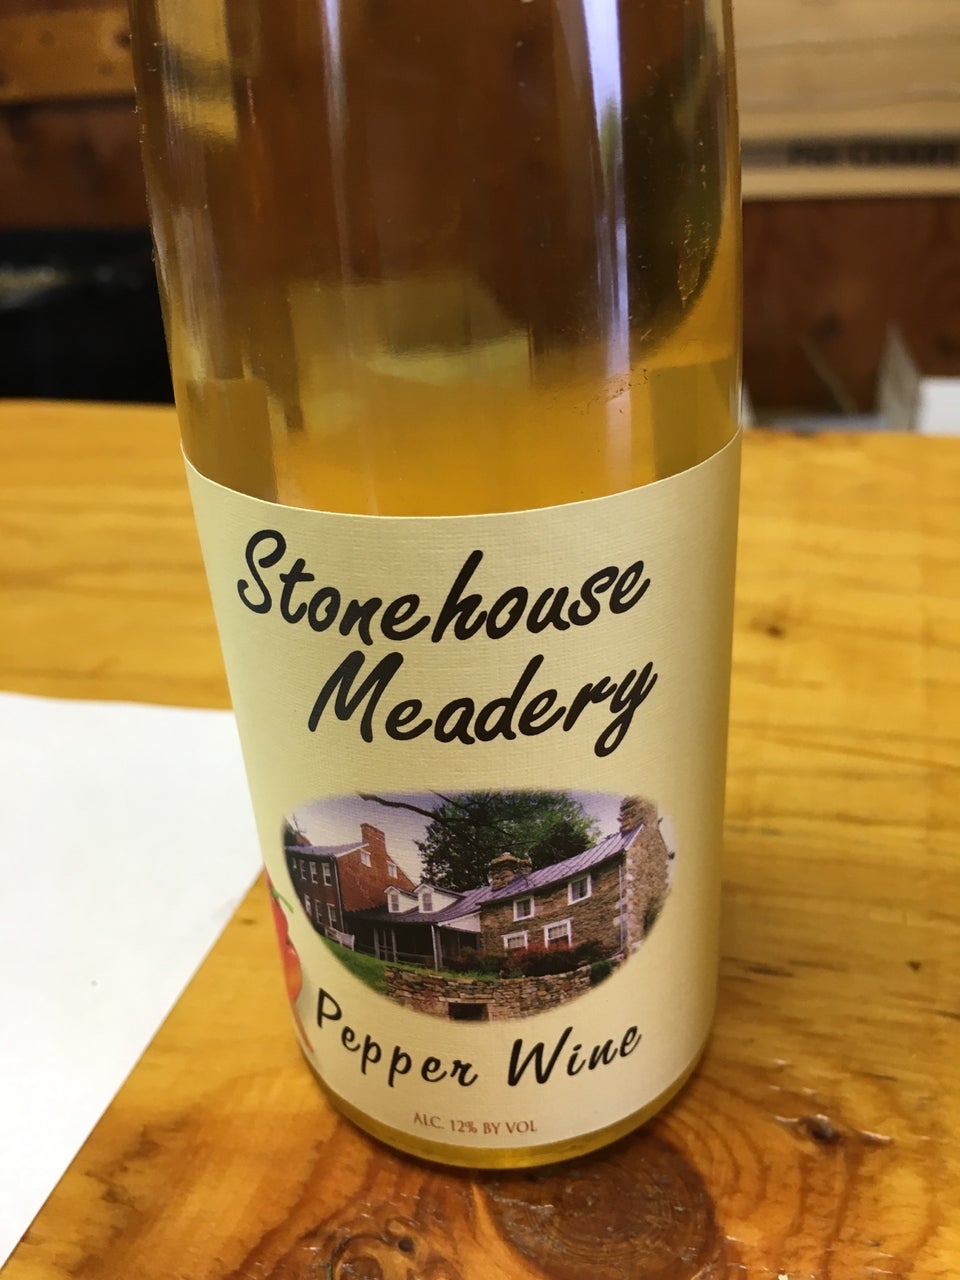 Stonehouse
Meadery
Pepper Wine
ALC. 12% BY VOL